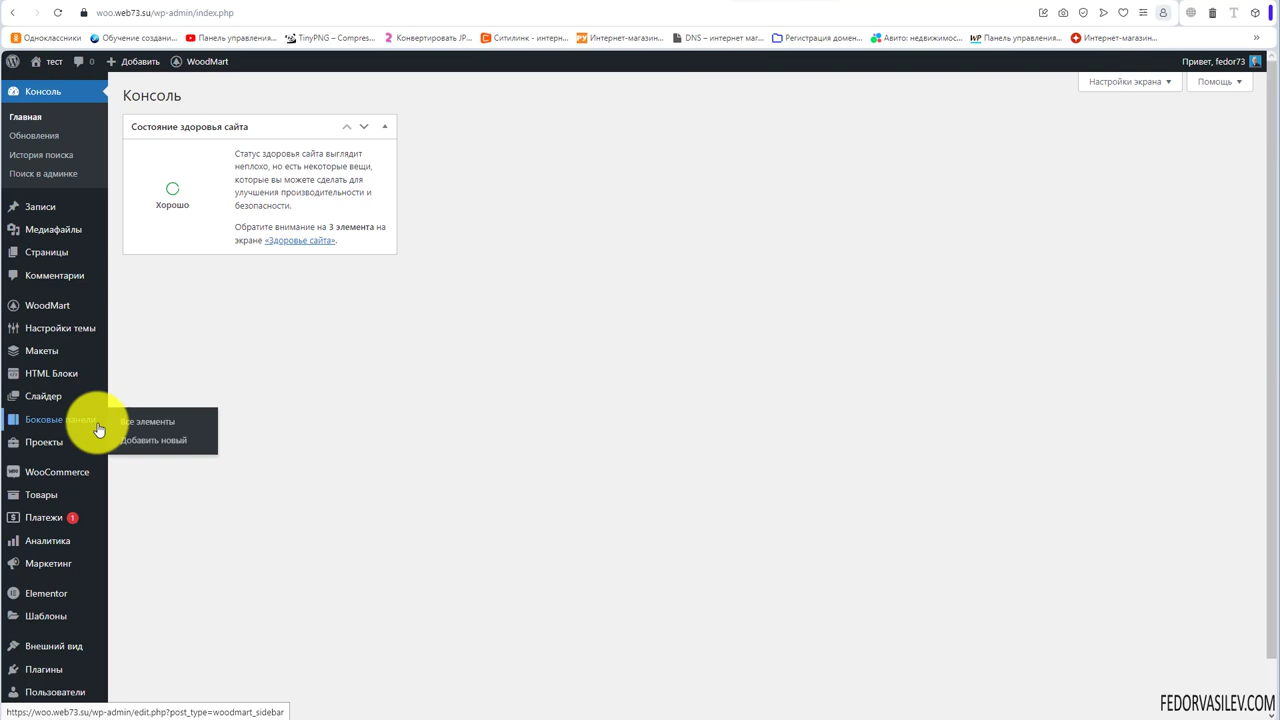 woo.web73.su/wp-admin/index.php
Одноклассники
Обучение создани...
Панель управления...
TinyPNG – Compres...
Конвертировать JP...
Ситилинк - интерн...
Интернет-магазин...
DNS – интернет маг...
Регистрация домен...
Авито: недвижимос...
Панель управления...
Интернет-магазин...
тест
0
Добавить
WoodMart
Привет, fedor73
Настройки экрана
Помощь
Консоль
Главная
Обновления
История поиска
Поиск в админке
Записи
Медиафайлы
Страницы
Комментарии
WoodMart
Настройки темы
Макеты
HTML Блоки
Слайдер
Боковые панели
Проекты
WooCommerce
Товары
Платежи 1
Аналитика
Маркетинг
Elementor
Шаблоны
Внешний вид
Плагины
Пользователи
Все элементы
Добавить новый
Консоль
Состояние здоровья сайта
Хорошо
Статус здоровья сайта выглядит
неплохо, но есть некоторые вещи,
которые вы можете сделать для
улучшения производительности и
безопасности.
Обратите внимание на 3 элемента на
экране «Здоровье сайта».
https://woo.web73.su/wp-admin/edit.php?post_type=woodmart_sidebar
FEDORVASILEV.COM